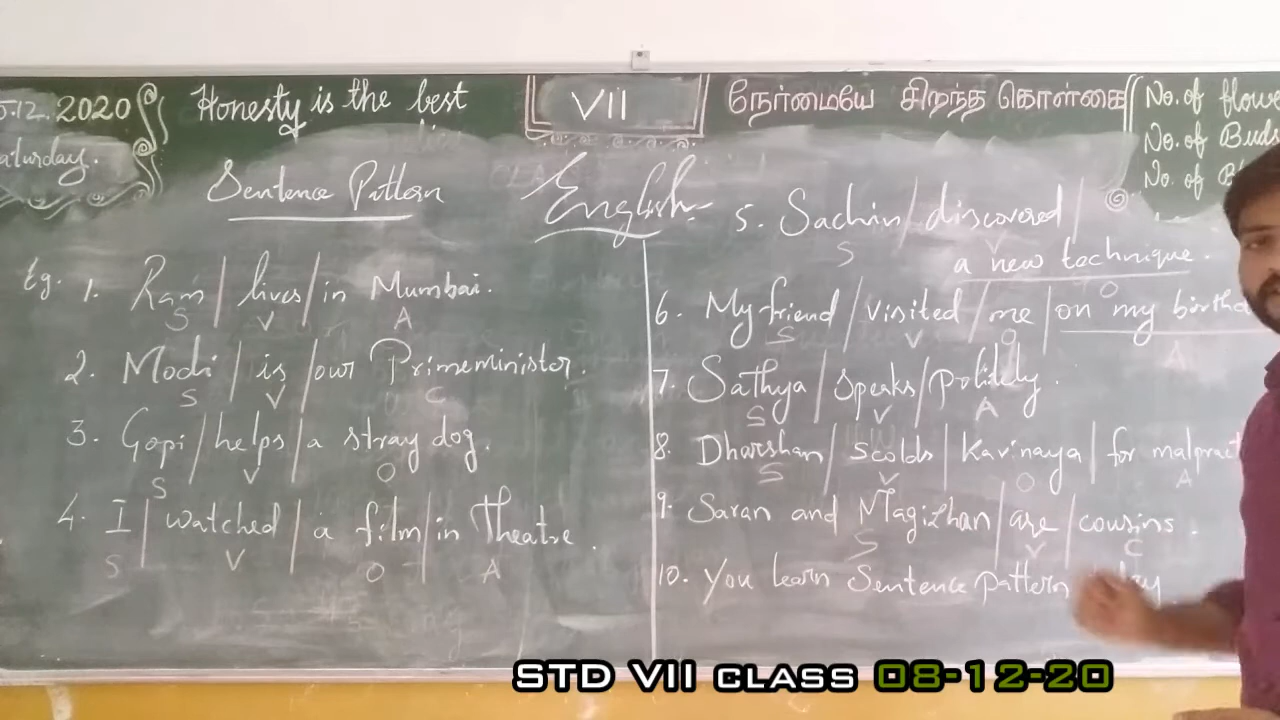 .12.2020
aturday.
Honesty is the best
VII
நேர்மையே சிறந்த கொள்கை
No. of flowe
No. of Buds
No. of B
Sentence Pattern
English
Eg. 1. Ram / lives / in Mumbai.
S V A
2. Modi / is / our Primeminister.
S V C
3. Gopi / helps / a stray dog.
S V O
4. I / watched / a film / in Theatre.
S V O A
5. Sachin / discovered /
S V
a new technique.
O
6. My friend / visited / me / on my birthda
S V O A
7. Sathya / speaks / politely.
S V A
8. Dharshan / scolds / Kavinaya / for malpract
S V O A
9. Saran and Magizhan / are / cousins.
S V C
10. You learn Sentence pattern
STD VII CLASS 08-12-20